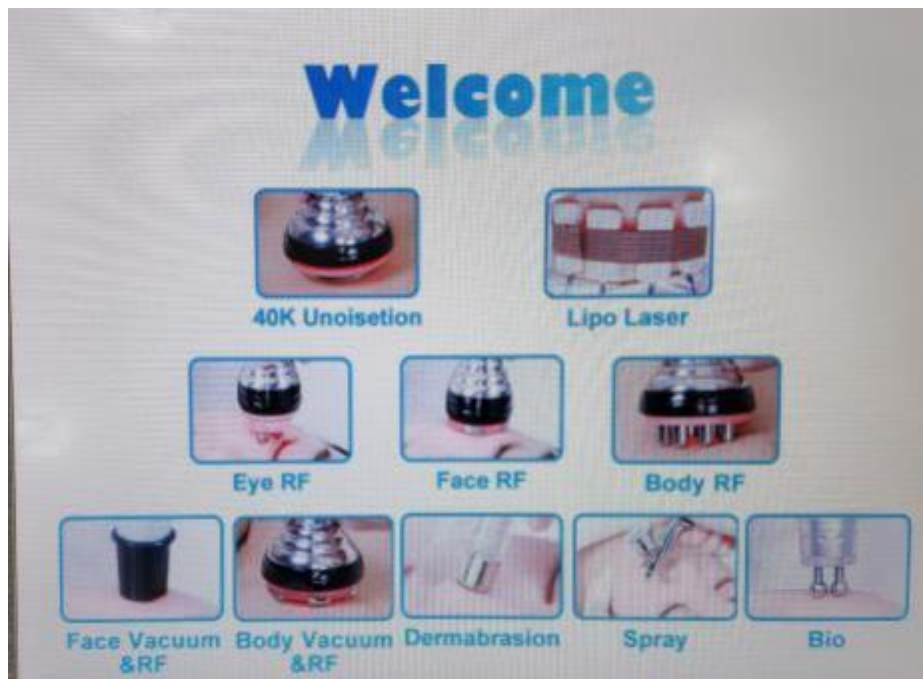 Welcome
40K Unoisetion
Lipo Laser
Eye RF
Face RF
Body RF
Face Vacuum
&RF
Body Vacuum
&RF
Dermabrasion
Spray
Bio